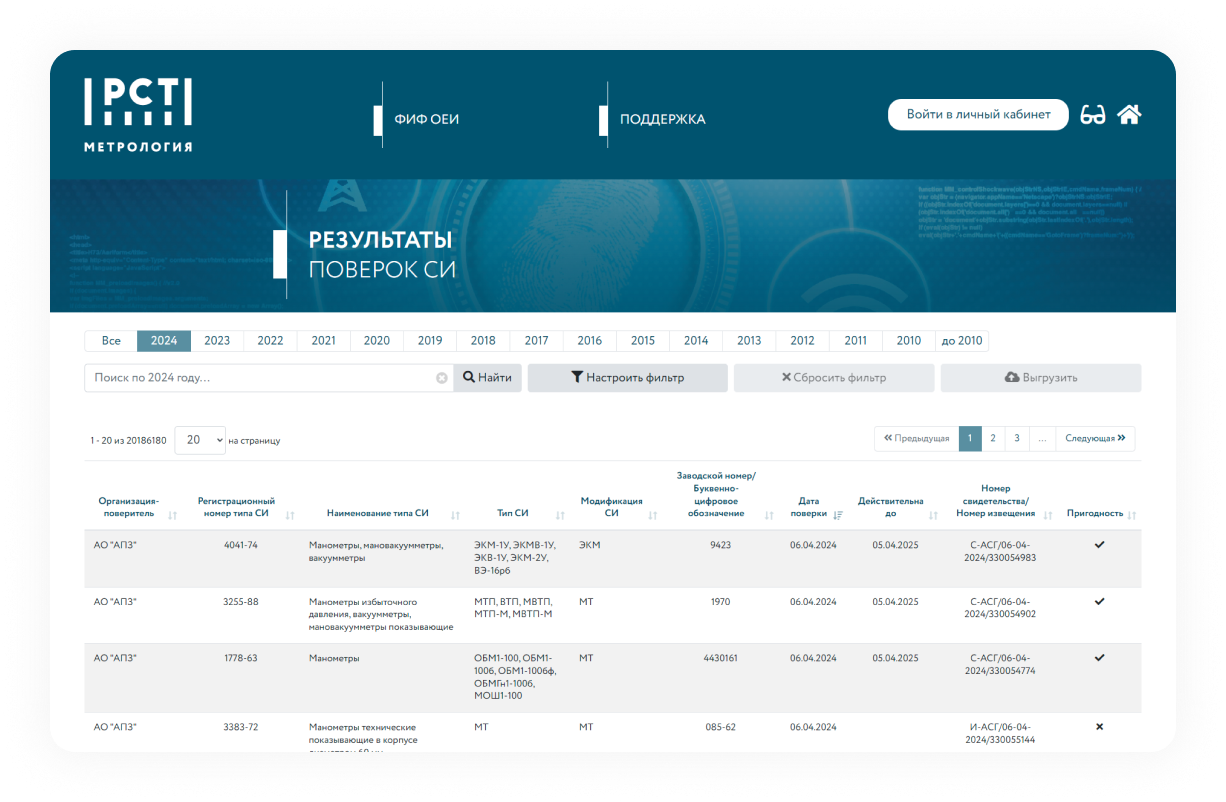 РСТ
МЕТРОЛОГИЯ
ФИФ ОЕИ
ПОДДЕРЖКА
Войти в личный кабинет
РЕЗУЛЬТАТЫ
ПОВЕРОК СИ
Все 2024 2023 2022 2021 2020 2019 2018 2017 2016 2015 2014 2013 2012 2011 2010 до 2010
Поиск по 2024 году... Найти Настроить фильтр Сбросить фильтр Выгрузить
1 - 20 из 20186180 20 на страницу Предыдущая 1 2 3 ... Следующая
Организация-
поверитель
Регистрационный
номер типа СИ
Наименование типа СИ
Тип СИ
Модификация
СИ
Заводской номер/
Буквенно-
цифровое
обозначение
Дата
поверки
Действительна
до
Номер
свидетельства/
Номер извещения
Пригодность
АО "АПЗ"
4041-74
Манометры, мановакуумметры,
вакуумметры
ЭКМ-1У, ЭКМВ-1У,
ЭКВ-1У, ЭКМ-2У,
ВЭ-16рб
ЭКМ
9423
06.04.2024
05.04.2025
С-АСГ/06-04-
2024/330054983
АО "АПЗ"
3255-88
Манометры избыточного
давления, вакуумметры,
мановакуумметры показывающие
МТП, ВТП, МВТП,
МТП-М, МВТП-М
МТ
1970
06.04.2024
05.04.2025
С-АСГ/06-04-
2024/330054902
АО "АПЗ"
1778-63
Манометры
ОБМ1-100, ОБМ1-
100б, ОБМ1-100бф,
ОБМГн1-100б,
МОШ1-100
МТ
4430161
06.04.2024
05.04.2025
С-АСГ/06-04-
2024/330054774
АО "АПЗ"
3383-72
Манометры технические
показывающие в корпусе
МТ
МТ
085-62
06.04.2024
И-АСГ/06-04-
2024/330055144